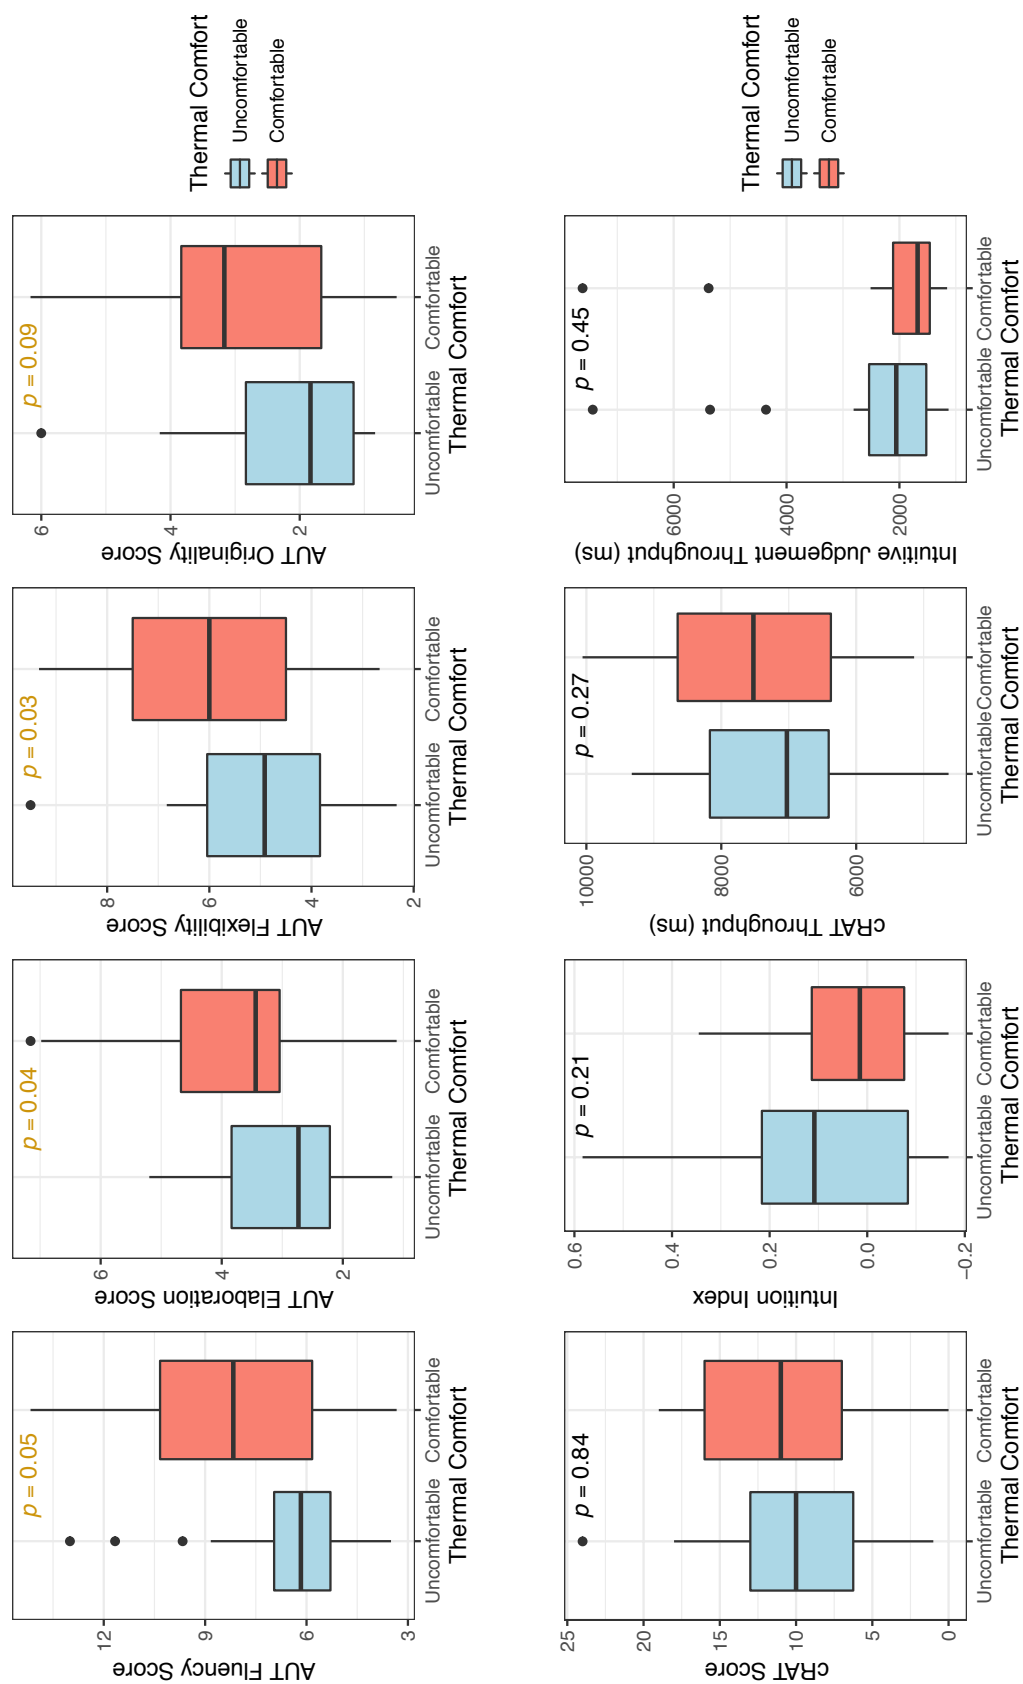 p = 0.05
12
9
6
3
AUT Fluency Score
Uncomfortable
Comfortable
Thermal Comfort
p = 0.04
6
4
2
AUT Elaboration Score
Uncomfortable
Comfortable
Thermal Comfort
p = 0.03
8
6
4
2
AUT Flexibility Score
Uncomfortable
Comfortable
Thermal Comfort
p = 0.09
6
4
2
AUT Originality Score
Uncomfortable
Comfortable
Thermal Comfort
Thermal Comfort
Uncomfortable
Comfortable
p = 0.84
25
20
15
10
5
0
cRAT Score
Uncomfortable
Comfortable
Thermal Comfort
p = 0.21
0.6
0.4
0.2
0.0
−0.2
Intuition Index
Uncomfortable
Comfortable
Thermal Comfort
p = 0.27
10000
8000
6000
cRAT Throughput (ms)
Uncomfortable
Comfortable
Thermal Comfort
p = 0.45
6000
4000
2000
Intuitive Judgement Throughput (ms)
Uncomfortable
Comfortable
Thermal Comfort
Thermal Comfort
Uncomfortable
Comfortable